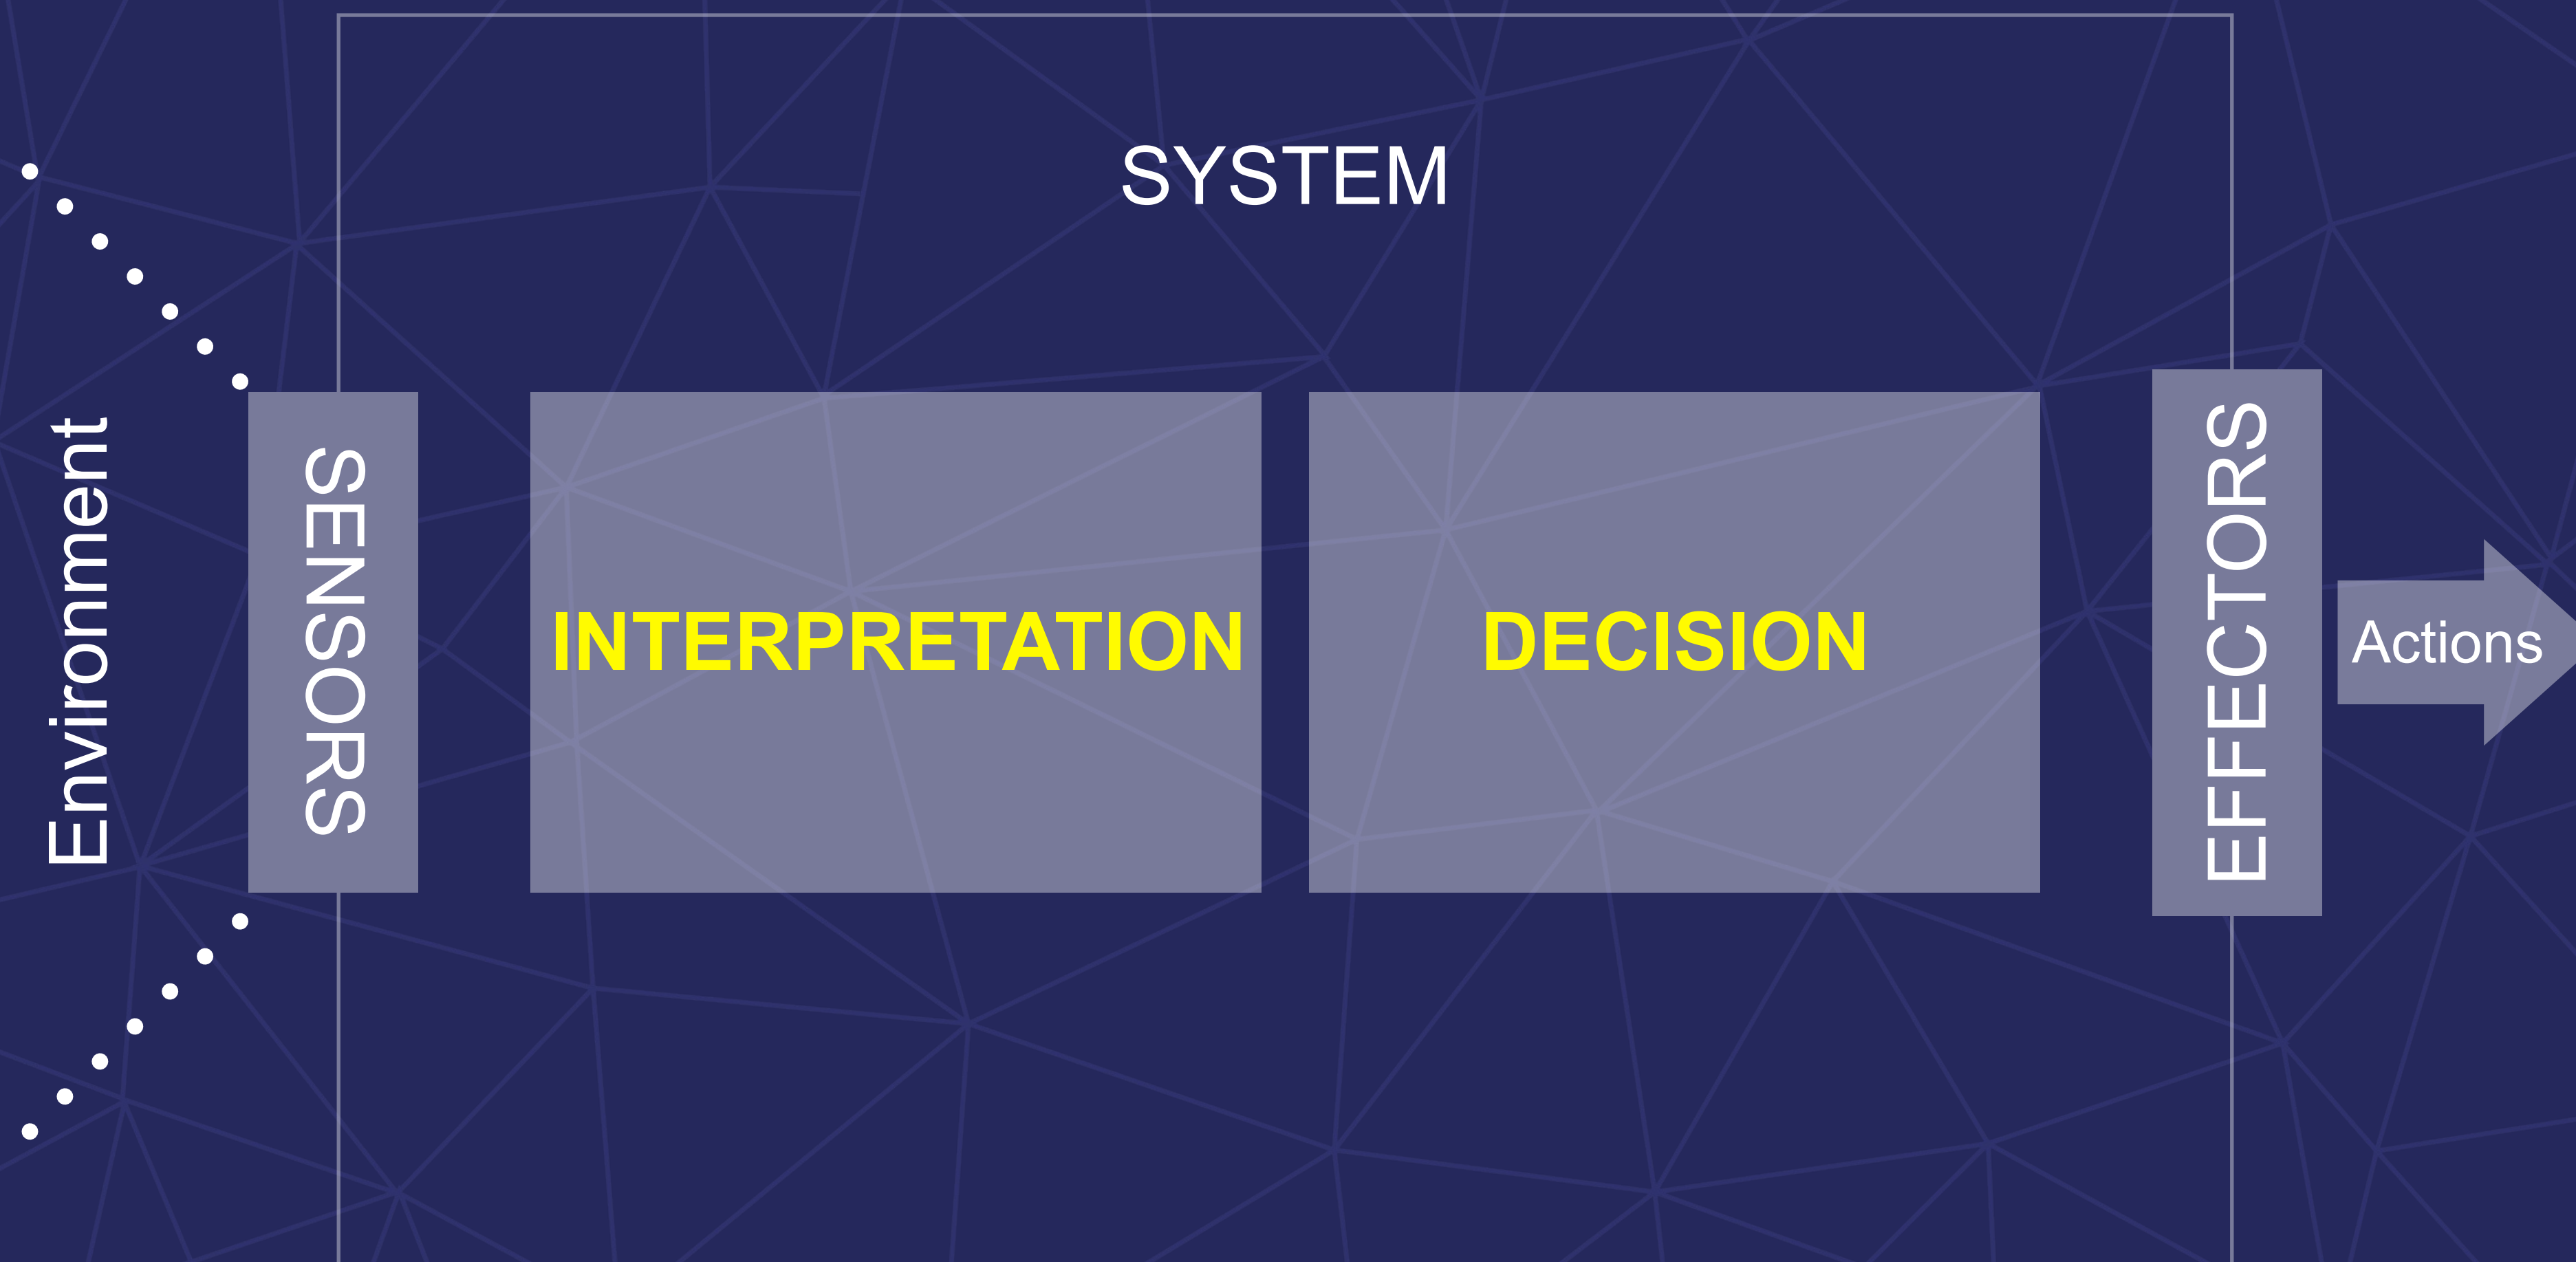 SYSTEM
Environment
SENSORS
INTERPRETATION
DECISION
EFFECTORS
Actions